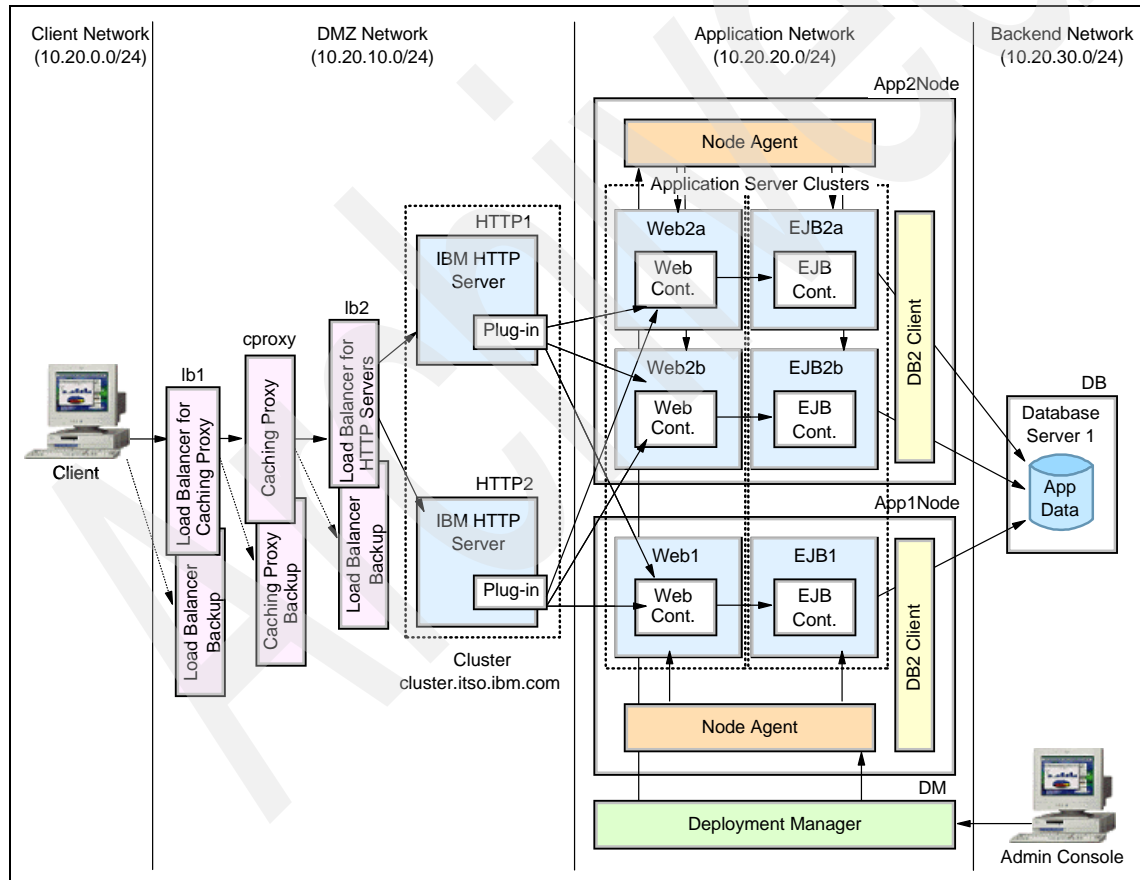 Client Network
(10.20.0.0/24)
DMZ Network
(10.20.10.0/24)
Application Network
(10.20.20.0/24)
Backend Network
(10.20.30.0/24)
App2Node
Node Agent
Application Server Clusters
Web2a
Web
Cont.
EJB2a
EJB
Cont.
Web2b
Web
Cont.
EJB2b
EJB
Cont.
DB2 Client
HTTP1
IBM HTTP
Server
Plug-in
lb2
Load Balancer for
HTTP Servers
Load Balancer
Backup
cproxy
Caching Proxy
Caching Proxy
Backup
lb1
Load Balancer for
Caching Proxy
Load Balancer
Backup
Client
HTTP2
IBM HTTP
Server
Plug-in
Cluster
cluster.itso.ibm.com
App1Node
Web1
Web
Cont.
EJB1
EJB
Cont.
DB2 Client
Node Agent
DB
Database
Server 1
App
Data
DM
Deployment Manager
Admin Console